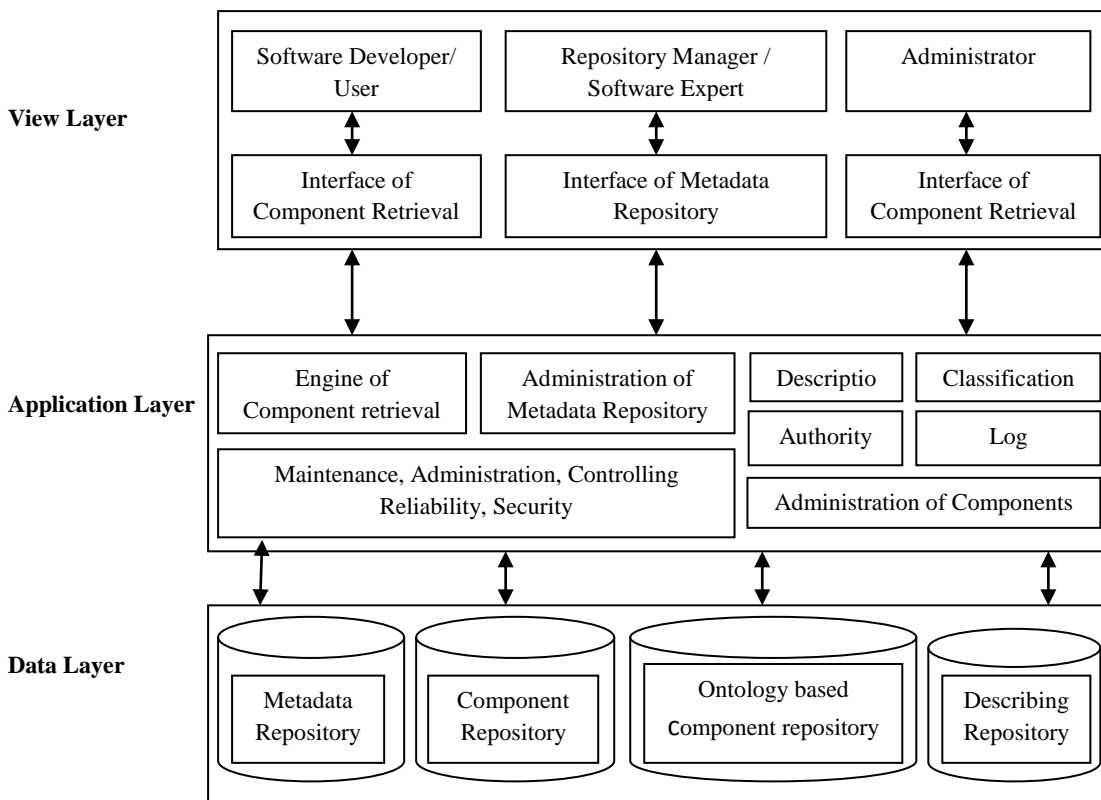 Software Developer/
User
Repository Manager /
Software Expert
Administrator
View Layer
Interface of
Component Retrieval
Interface of Metadata
Repository
Interface of
Component Retrieval
Engine of
Component retrieval
Administration of
Metadata Repository
Descriptio
Classification
Application Layer
Authority
Log
Maintenance, Administration, Controlling
Reliability, Security
Administration of Components
Data Layer
Metadata
Repository
Component
Repository
Ontology based
Component repository
Describing
Repository